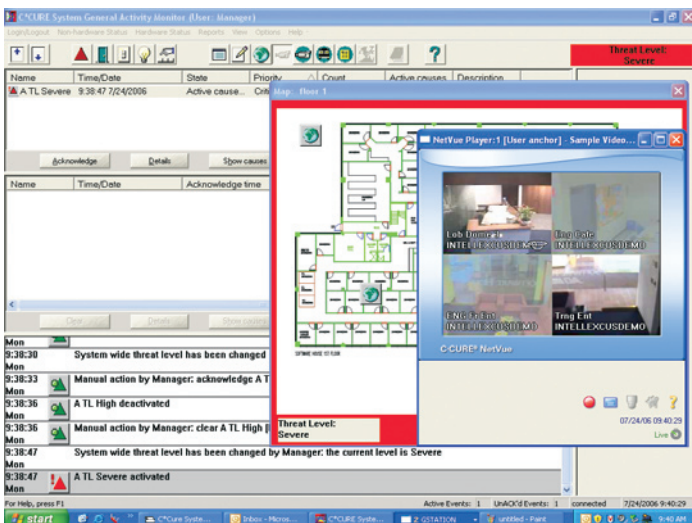 C•CURE System General Activity Monitor (User: Manager)
Login/Logout Non-hardware Status Hardware Status Reports View Options Help
Threat Level:
Severe
Name Time/Date State Priority Count Active causes Description
A TL Severe 9:38:47 7/24/2006 Active cause... Criti
Map: floor 1
Acknowledge Details Show causes
NetVue Player:1 [User anchor] - Sample Video...
Name Time/Date Acknowledge time
INTELLEXCUSDEMO
INTELLEXCUSDEMO
ENG Fr Ent
INTELLEXCUSDEMO
Trng Ent
INTELLEXCUSDEMO
C•CURE® NetVue
Clear Details Show causes
07/24/06 09:40:29
Live
Mon
9:38:30 System wide threat level has been changed
Mon
9:38:33 Manual action by Manager: acknowledge A T
Mon
9:38:36 A TL High deactivated
Mon
9:38:36 Manual action by Manager: clear A TL High [
Mon
9:38:47 System wide threat level has been changed by Manager: the current level is Severe
Mon
9:38:47 A TL Severe activated
Mon
Threat Level:
Severe
For Help, press F1 Active Events: 1 UnACK'd Events: 1 connected 7/24/2006 9:40:29
start C•Cure Syste... Inbox - Micros... C•CURE Syste... 2 GSTATION untitled - Paint 9:40 AM